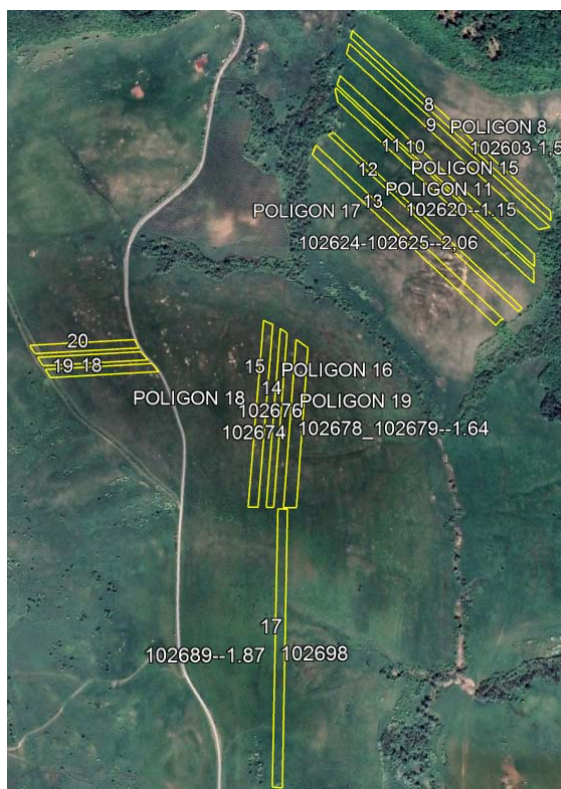 8
9
POLIGON 8
11 10
102603-1,5
POLIGON 15
12
POLIGON 11
13
102620--1.15
POLIGON 17
102624-102625--2,06
20
19 18
15
POLIGON 16
14
POLIGON 18
POLIGON 19
102676
102674
102678_102679--1.64
17
102689--1.87
102698